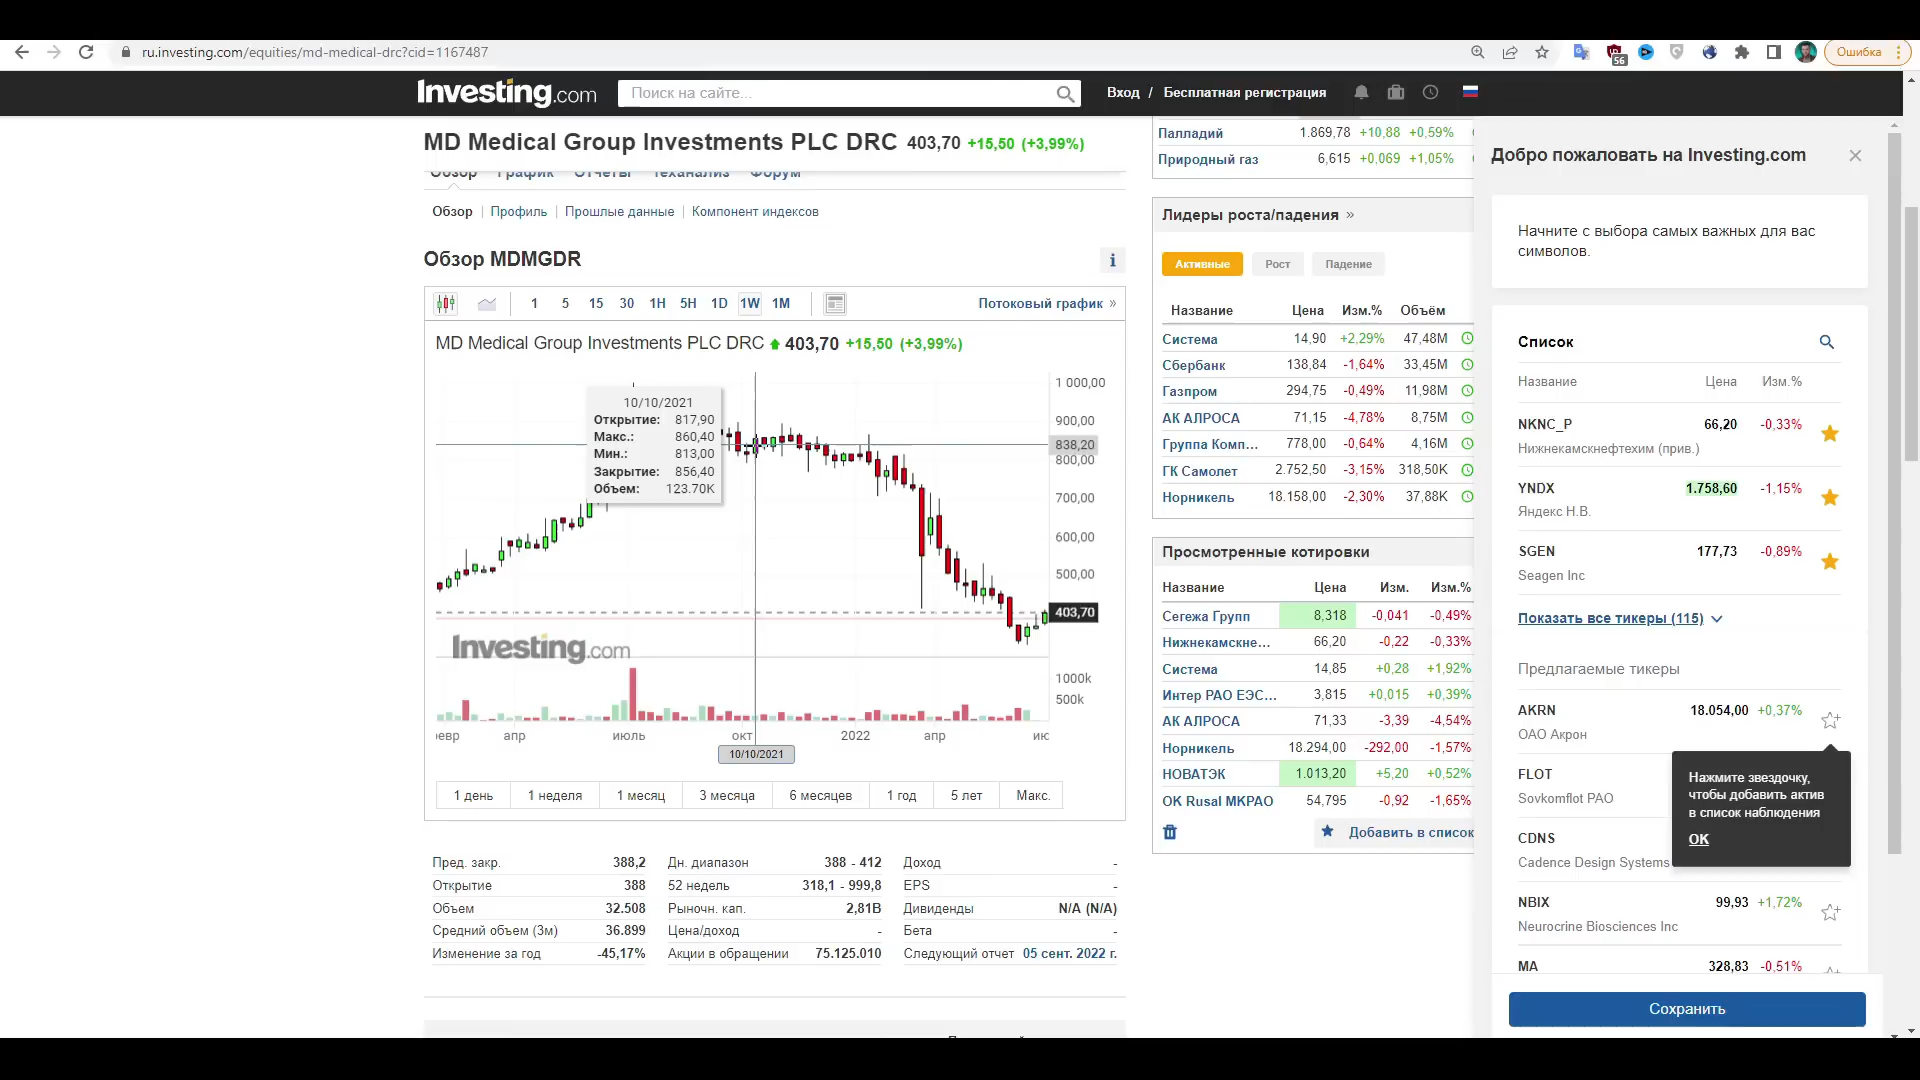 ru.investing.com/equities/md-medical-drc?cid=1167487
56
Ошибка
Investing.com
Поиск на сайте...
Вход / Бесплатная регистрация
MD Medical Group Investments PLC DRC 403,70 +15,50 (+3,99%)
Обзор График Отчеты Теханализ Форум
Обзор Профиль Прошлые данные Компонент индексов
Обзор MDMGDR
1 5 15 30 1H 5H 1D 1W 1M
Потоковый график »
MD Medical Group Investments PLC DRC 403,70 +15,50 (+3,99%)
10/10/2021
Открытие: 817,90
Макс.: 860,40
Мин.: 813,00
Закрытие: 856,40
Объем: 123.70K
1 000,00
900,00
838,20
800,00
700,00
600,00
500,00
403,70
Investing.com
1000k
500k
евр апр июль окт 2022 апр ию
10/10/2021
1 день 1 неделя 1 месяц 3 месяца 6 месяцев 1 год 5 лет Макс.
Пред. закр. 388,2 Дн. диапазон 388 - 412 Доход -
Открытие 388 52 недель 318,1 - 999,8 EPS -
Объем 32.508 Рыночн. кап. 2,81B Дивиденды N/A (N/A)
Средний объем (3м) 36.899 Цена/доход - Бета -
Изменение за год -45,17% Акции в обращении 75.125.010 Следующий отчет 05 сент. 2022 г.
Палладий 1.869,78 +10,88 +0,59%
Природный газ 6,615 +0,069 +1,05%
Лидеры роста/падения »
Активные Рост Падение
Название Цена Изм.% Объём
Система 14,90 +2,29% 47,48M
Сбербанк 138,84 -1,64% 33,45M
Газпром 294,75 -0,49% 11,98M
АК АЛРОСА 71,15 -4,78% 8,75M
Группа Комп... 778,00 -0,64% 4,16M
ГК Самолет 2.752,50 -3,15% 318,50K
Норникель 18.158,00 -2,30% 37,88K
Просмотренные котировки
Название Цена Изм. Изм.%
Сегежа Групп 8,318 -0,041 -0,49%
Нижнекамскне... 66,20 -0,22 -0,33%
Система 14,85 +0,28 +1,92%
Интер РАО ЕЭС... 3,815 +0,015 +0,39%
АК АЛРОСА 71,33 -3,39 -4,54%
Норникель 18.294,00 -292,00 -1,57%
НОВАТЭК 1.013,20 +5,20 +0,52%
OK Rusal МКПАО 54,795 -0,92 -1,65%
Добавить в список
Добро пожаловать на Investing.com
Начните с выбора самых важных для вас
символов.
Список
Название Цена Изм.%
NKNC_P 66,20 -0,33%
Нижнекамскнефтехим (прив.)
YNDX 1.758,60 -1,15%
Яндекс Н.В.
SGEN 177,73 -0,89%
Seagen Inc
Показать все тикеры (115)
Предлагаемые тикеры
AKRN 18.054,00 +0,37%
ОАО Акрон
FLOT
Sovkomflot PAO
CDNS
Cadence Design Systems
Нажмите звездочку,
чтобы добавить актив
в список наблюдения
OK
NBIX 99,93 +1,72%
Neurocrine Biosciences Inc
MA 328,83 -0,51%
Сохранить